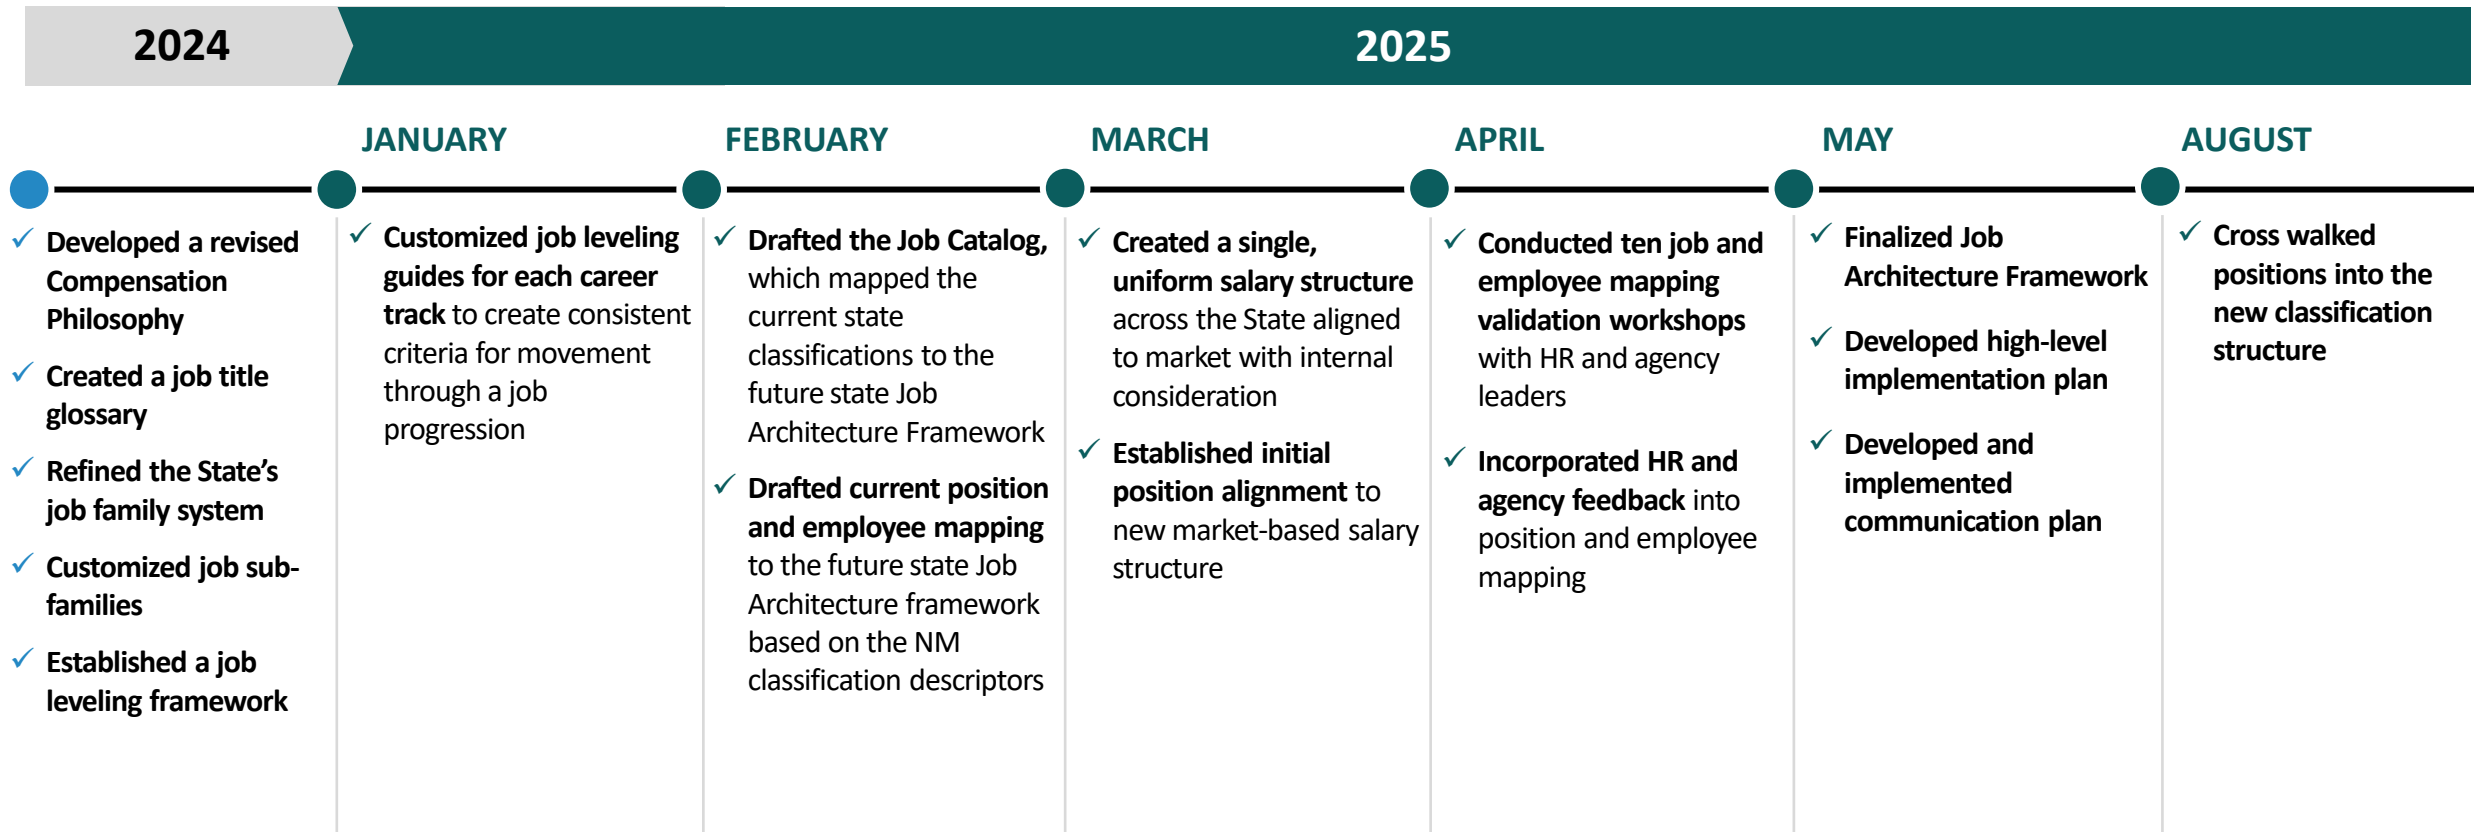 2024
2025
JANUARY
FEBRUARY
MARCH
APRIL
MAY
AUGUST
Developed a revised
Compensation
Philosophy
Created a job title
glossary
Refined the State’s
job family system
Customized job sub-
families
Established a job
leveling framework
Customized job leveling
guides for each career
track to create consistent
criteria for movement
through a job
progression
Drafted the Job Catalog,
which mapped the
current state
classifications to the
future state Job
Architecture Framework
Drafted current position
and employee mapping
to the future state Job
Architecture framework
based on the NM
classification descriptors
Created a single,
uniform salary structure
across the State aligned
to market with internal
consideration
Established initial
position alignment to
new market-based salary
structure
Conducted ten job and
employee mapping
validation workshops
with HR and agency
leaders
Incorporated HR and
agency feedback into
position and employee
mapping
Finalized Job
Architecture Framework
Developed high-level
implementation plan
Developed and
implemented
communication plan
Cross walked
positions into the
new classification
structure